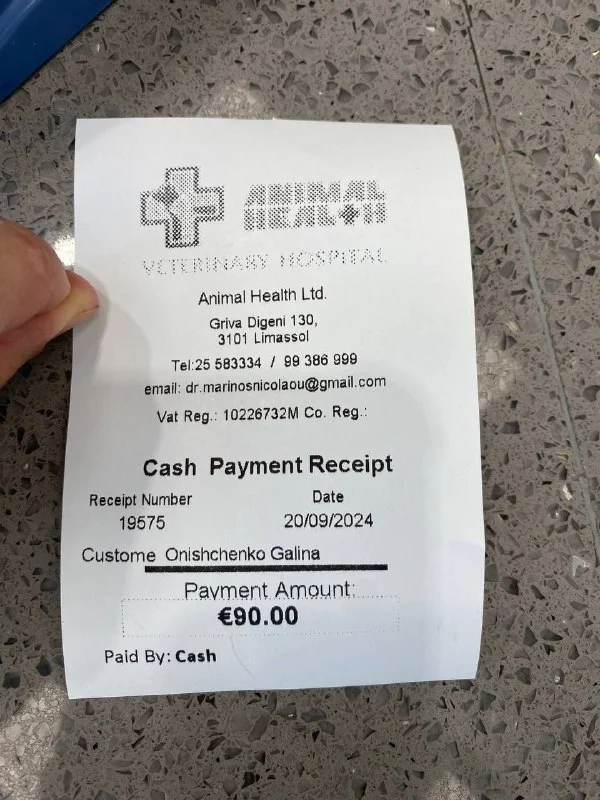 ANIMAL
HEALTH
VETERINARY HOSPITAL
Animal Health Ltd.
Griva Digeni 130,
3101 Limassol
Tel:25 583334 / 99 386 999
email: dr.marinosnicolaou@gmail.com
Vat Reg.: 10226732M Co. Reg.:
Cash Payment Receipt
Receipt Number Date
19575 20/09/2024
Custome Onishchenko Galina
Payment Amount:
€90.00
Paid By: Cash